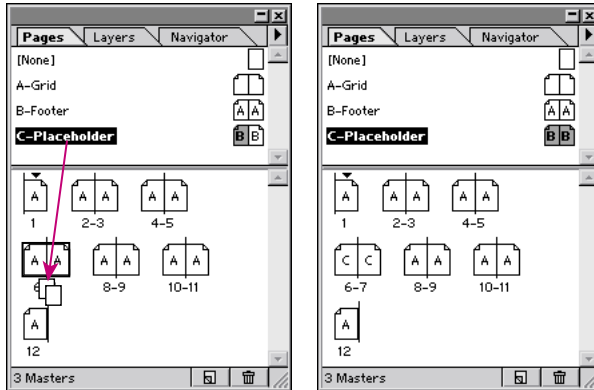 Pages Layers Navigator
[None]
A-Grid
B-Footer A A
C-Placeholder B B
A A A A A
1 2-3 4-5
A A A A A A
6 8-9 10-11
A
12
3 Masters
Pages Layers Navigator
[None]
A-Grid
B-Footer A A
C-Placeholder B B
A A A A A
1 2-3 4-5
C C A A A A
6-7 8-9 10-11
A
12
3 Masters